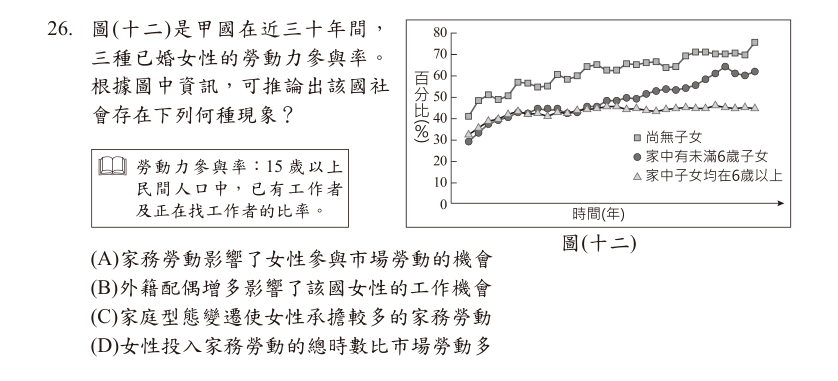 26. 圖(十二)是甲國在近三十年間，
三種已婚女性的勞動力參與率。
根據圖中資訊，可推論出該國社
會存在下列何種現象？
勞動力參與率：15 歲以上
民間人口中，已有工作者
及正在找工作者的比率。
百分比(%)
80
70
60
50
40
30
20
10
0
尚無子女
家中有未滿6歲子女
家中子女均在6歲以上
時間(年)
圖(十二)
(A)家務勞動影響了女性參與市場勞動的機會
(B)外籍配偶增多影響了該國女性的工作機會
(C)家庭型態變遷使女性承擔較多的家務勞動
(D)女性投入家務勞動的總時數比市場勞動多